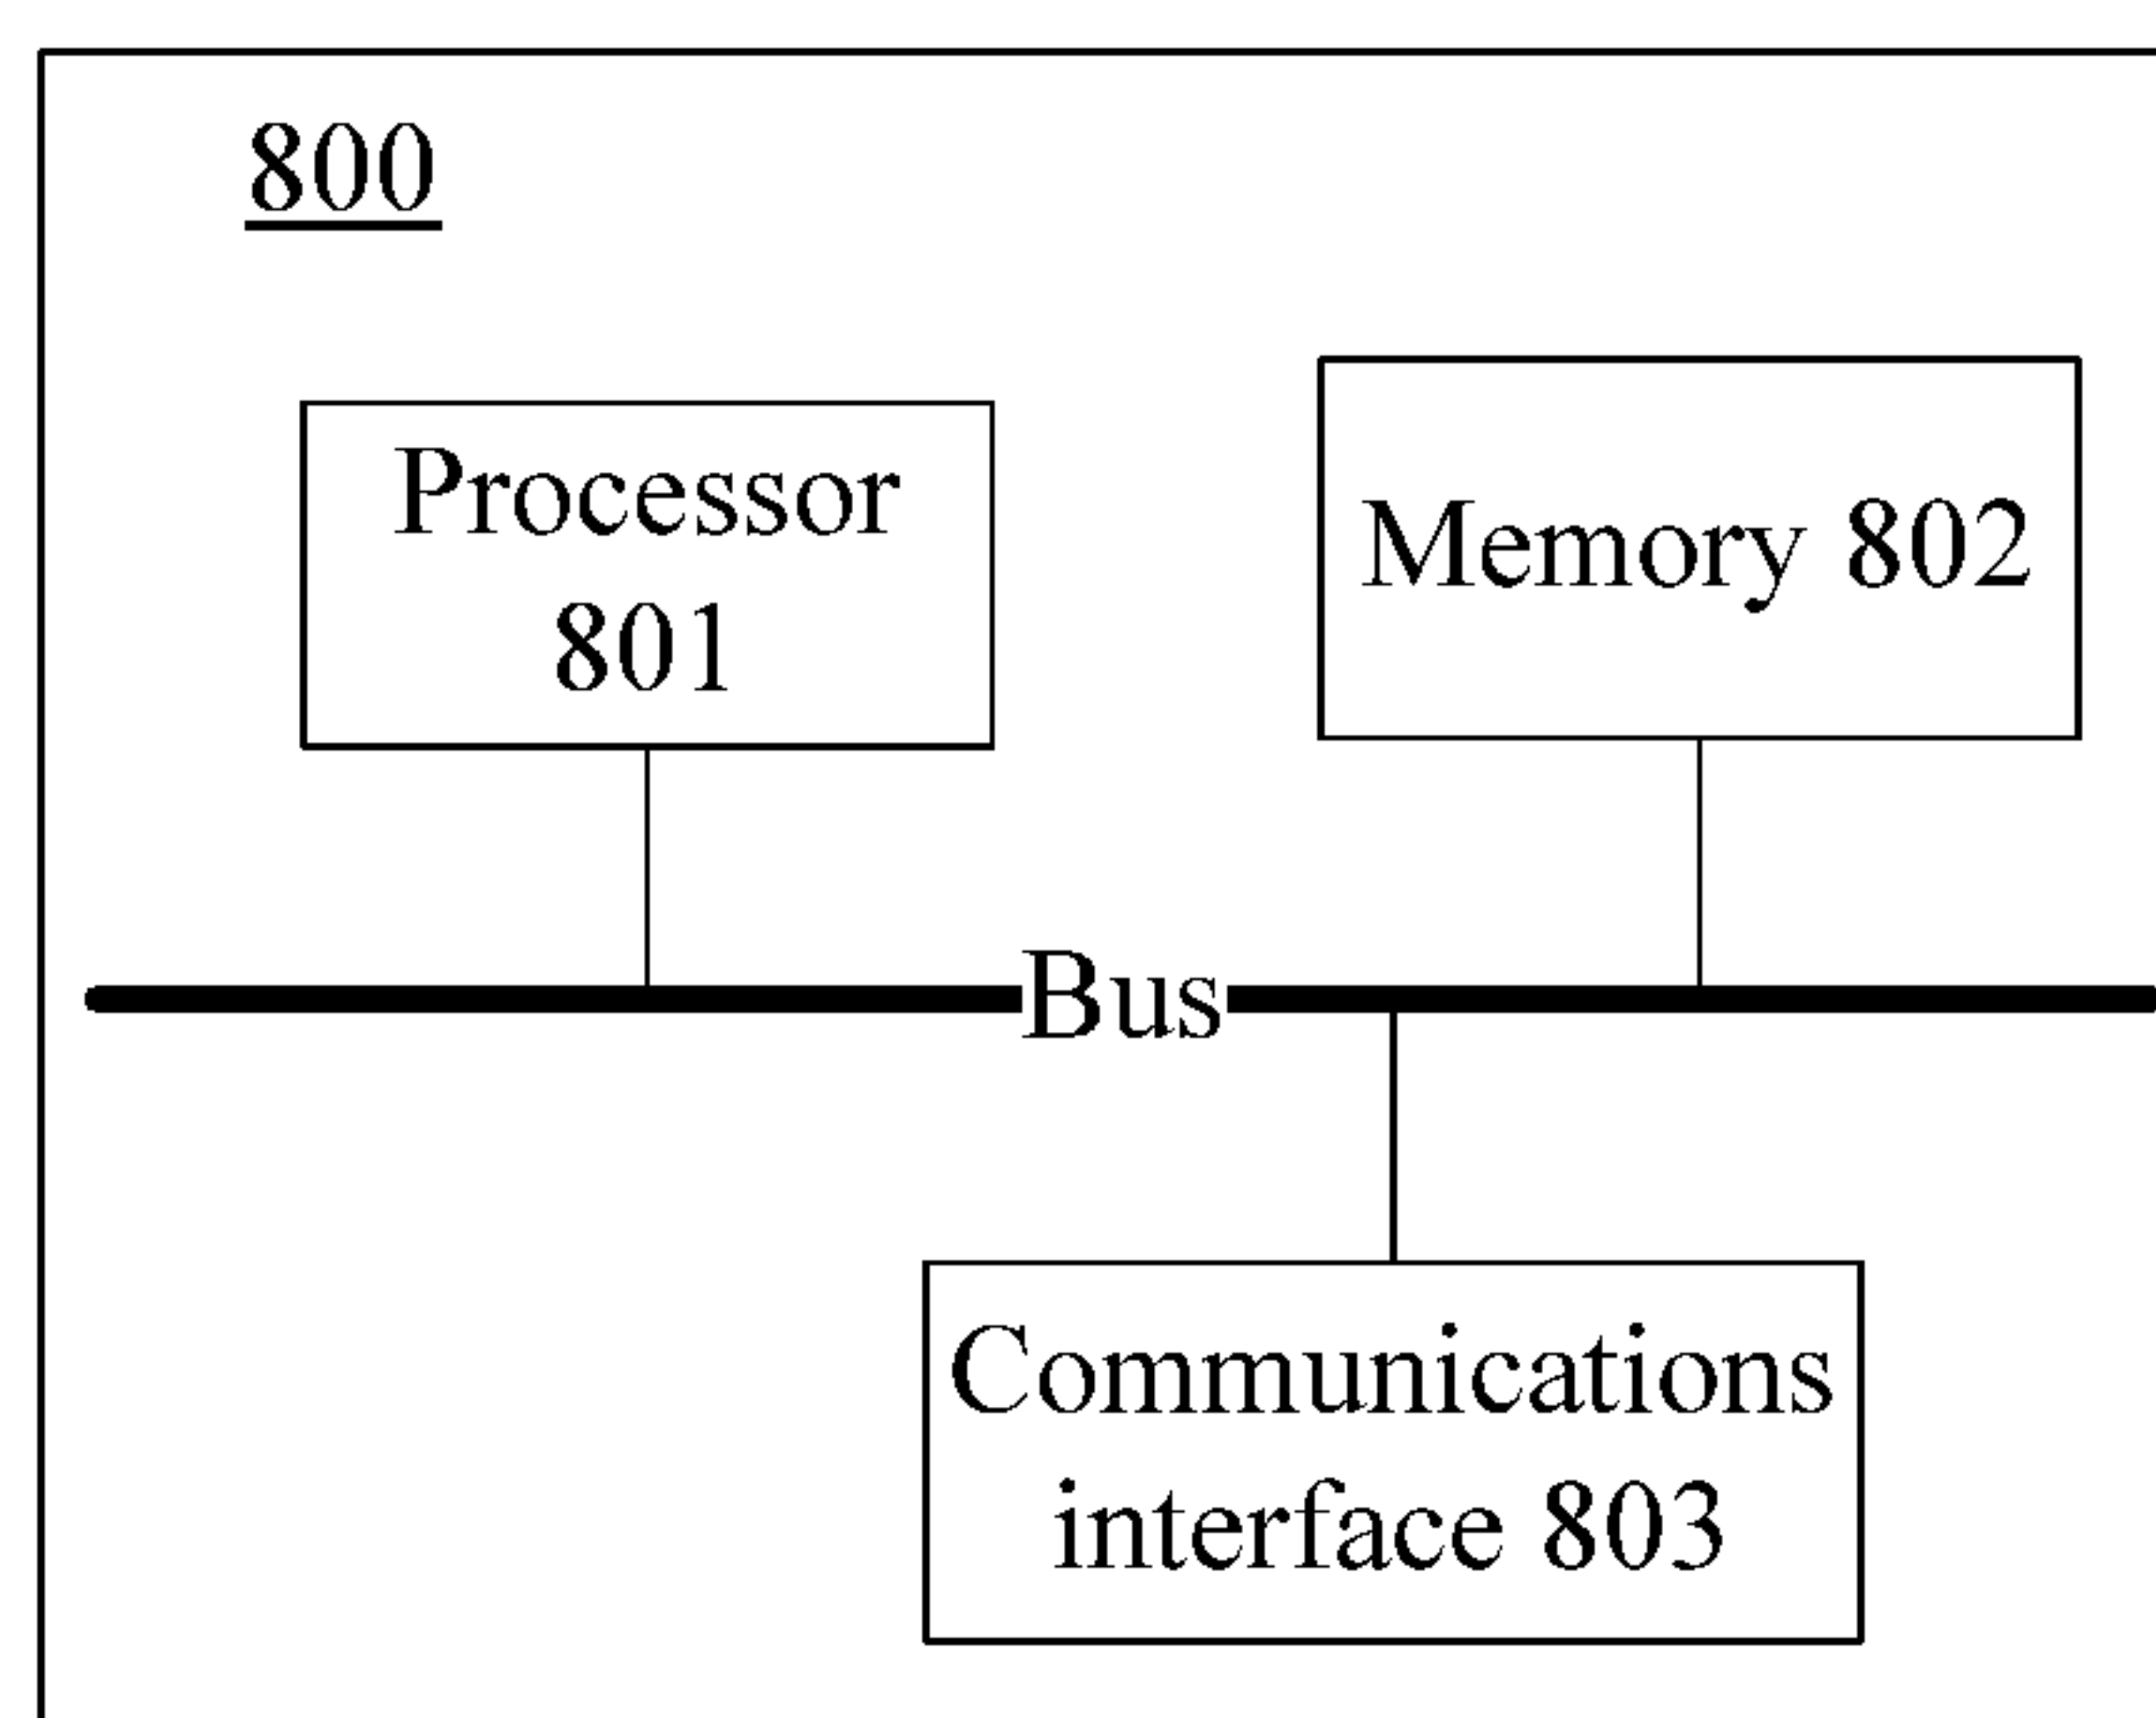 800
Processor
801
Memory 802
Bus
Communications
interface 803